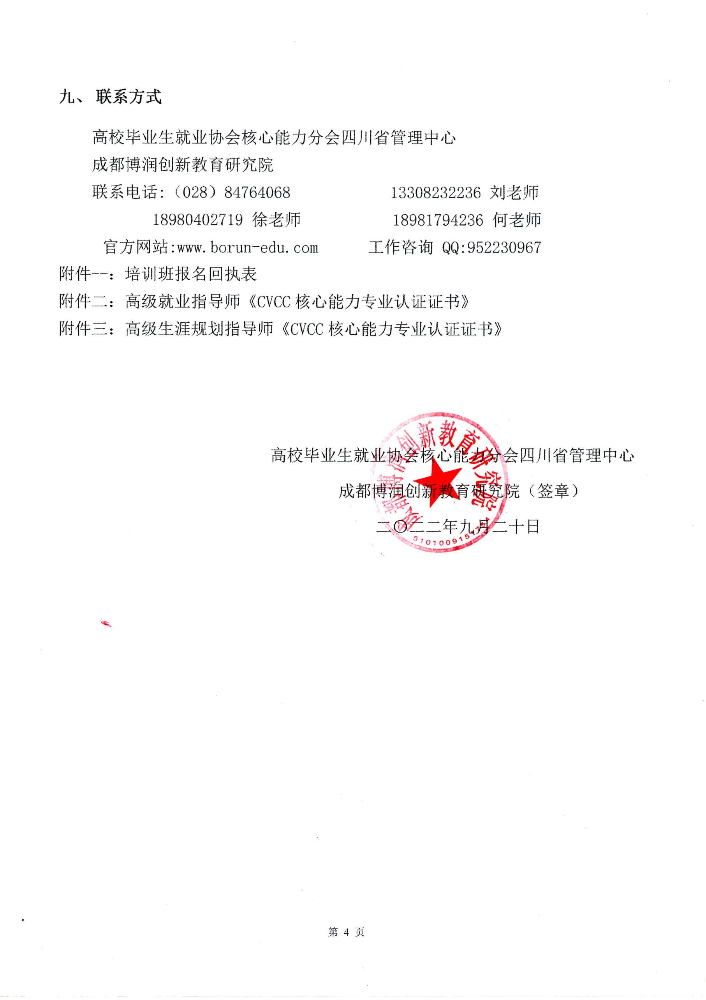 九、 联系方式
高校毕业生就业协会核心能力分会四川省管理中心
成都博润创新教育研究院
联系电话:（028）84764068 13308232236 刘老师
18980402719 徐老师 18981794236 何老师
官方网站:www.borun-edu.com 工作咨询 QQ:952230967
附件一：培训班报名回执表
附件二：高级就业指导师《CVCC 核心能力专业认证证书》
附件三：高级生涯规划指导师《CVCC 核心能力专业认证证书》
高校毕业生就业协会核心能力分会四川省管理中心
成都博润创新教育研究院（签章）
二〇二二年九月二十日
成都博润创新教育研究院
5101009151754
第 4 页